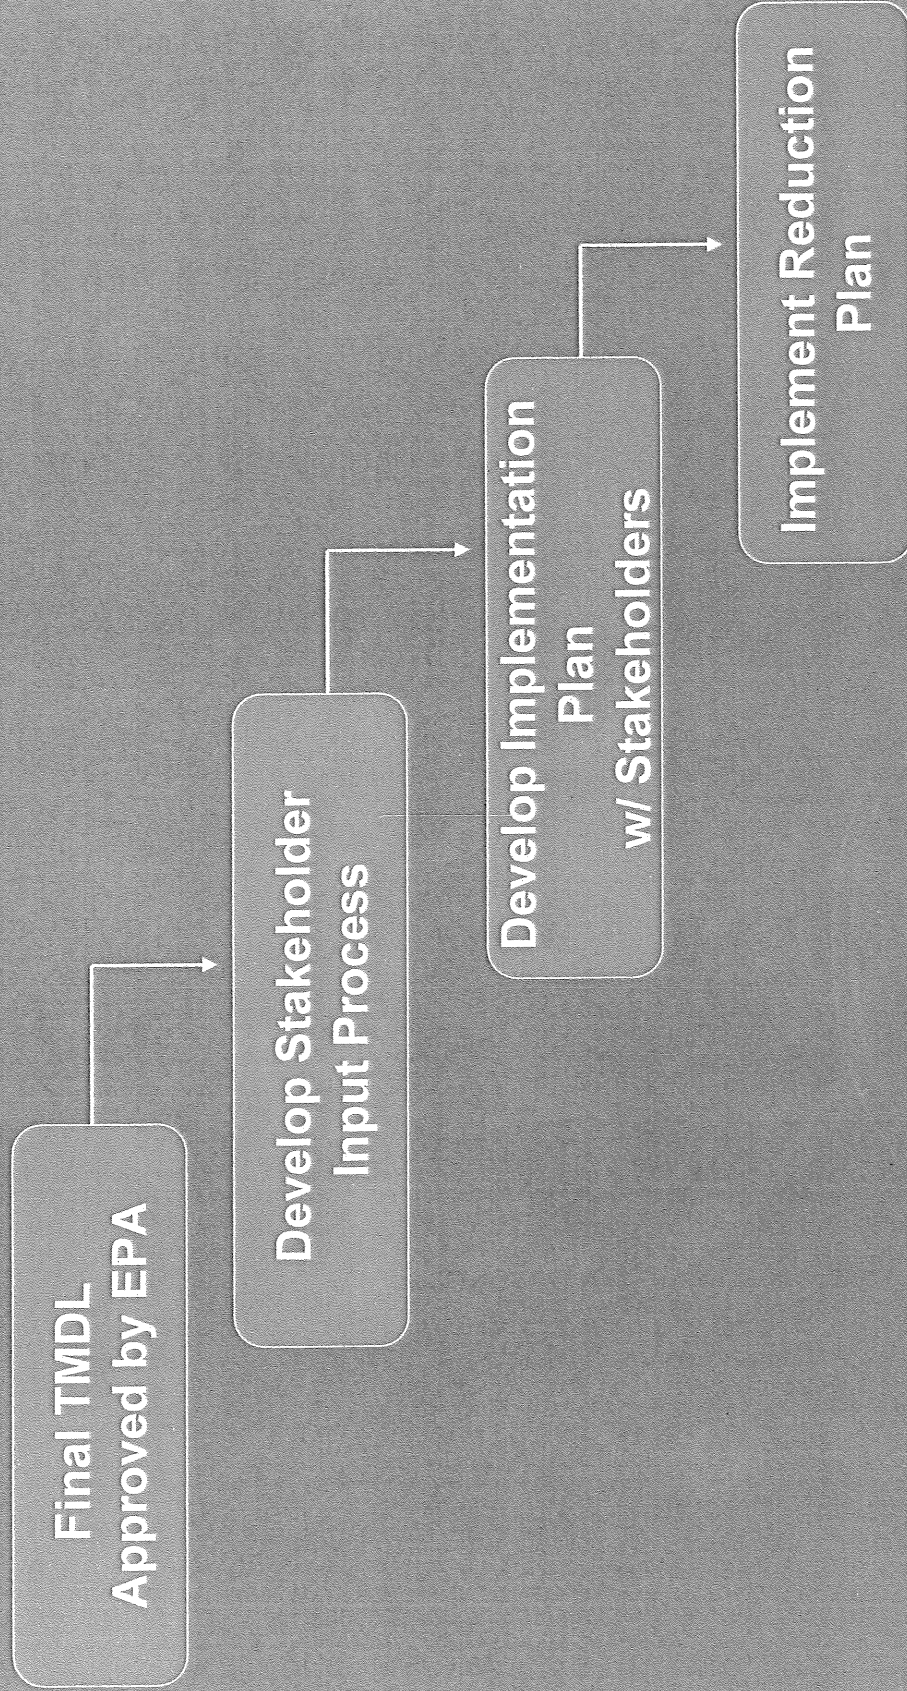 Final TMDL
Approved by EPA
Develop Stakeholder
Input Process
Develop Implementation
Plan
w/ Stakeholders
Implement Reduction
Plan